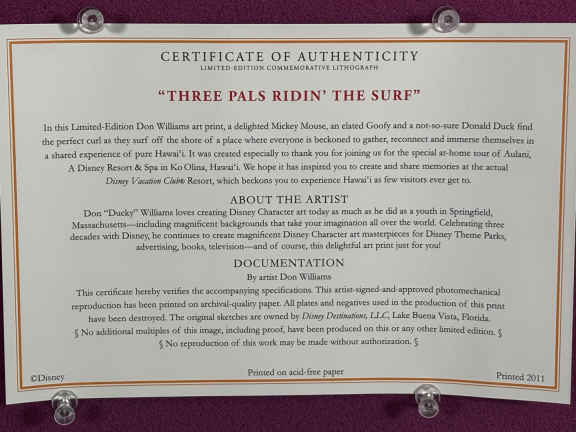 CERTIFICATE OF AUTHENTICITY
LIMITED-EDITION COMMEMORATIVE LITHOGRAPH
“THREE PALS RIDIN’ THE SURF”
In this Limited-Edition Don Williams art print, a delighted Mickey Mouse, an elated Goofy and a not-so-sure Donald Duck find
the perfect curl as they surf off the shore of a place where everyone is beckoned to gather, reconnect and immerse themselves in
a shared experience of pure Hawai‘i. It was created especially to thank you for joining us for the special at-home tour of Aulani,
A Disney Resort & Spa in Ko Olina, Hawai‘i. We hope it has inspired you to create and share memories at the actual
Disney Vacation Club® Resort, which beckons you to experience Hawai‘i as few visitors ever get to.
ABOUT THE ARTIST
Don “Ducky” Williams loves creating Disney Character art today as much as he did as a youth in Springfield,
Massachusetts—including magnificent backgrounds that take your imagination all over the world. Celebrating three
decades with Disney, he continues to create magnificent Disney Character art masterpieces for Disney Theme Parks,
advertising, books, television—and of course, this delightful art print just for you!
DOCUMENTATION
By artist Don Williams
This certificate hereby verifies the accompanying specifications. This artist-signed-and-approved photomechanical
reproduction has been printed on archival-quality paper. All plates and negatives used in the production of this print
have been destroyed. The original sketches are owned by Disney Destinations, LLC, Lake Buena Vista, Florida.
§ No additional multiples of this image, including proof, have been produced on this or any other limited edition. §
§ No reproduction of this work may be made without authorization. §
©Disney
Printed on acid-free paper
Printed 2011